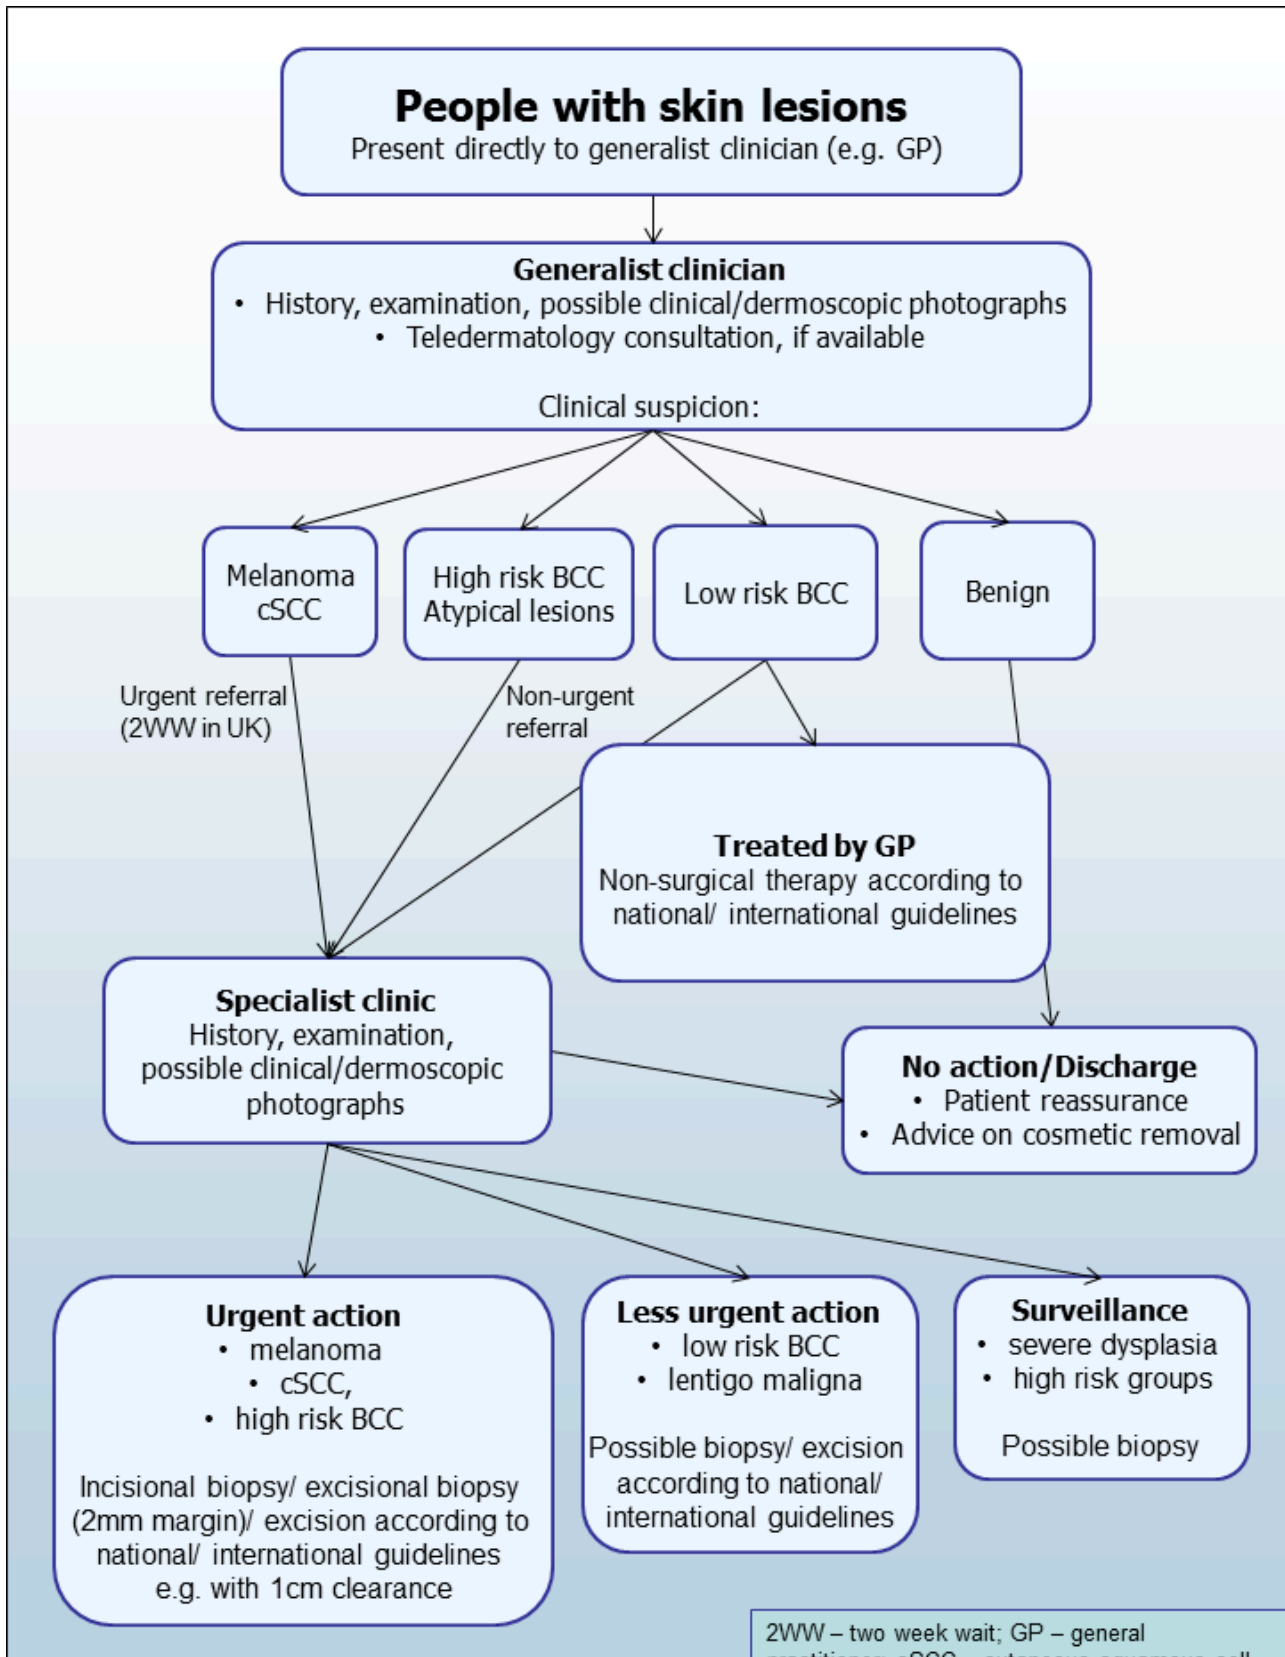 People with skin lesions
Present directly to generalist clinician (e.g. GP)
Generalist clinician
• History, examination, possible clinical/dermoscopic photographs
• Teledermatology consultation, if available
Clinical suspicion:
Melanoma
cSCC
High risk BCC
Atypical lesions
Low risk BCC
Benign
Urgent referral
(2WW in UK)
Non-urgent
referral
Treated by GP
Non-surgical therapy according to
national/ international guidelines
Specialist clinic
History, examination,
possible clinical/dermoscopic
photographs
No action/Discharge
• Patient reassurance
• Advice on cosmetic removal
Urgent action
• melanoma
• cSCC,
• high risk BCC
Incisional biopsy/ excisional biopsy
(2mm margin)/ excision according to
national/ international guidelines
e.g. with 1cm clearance
Less urgent action
• low risk BCC
• lentigo maligna
Possible biopsy/ excision
according to national/
international guidelines
Surveillance
• severe dysplasia
• high risk groups
Possible biopsy
2WW – two week wait; GP – general
practitioner; cSCC – cutaneous squamous cell